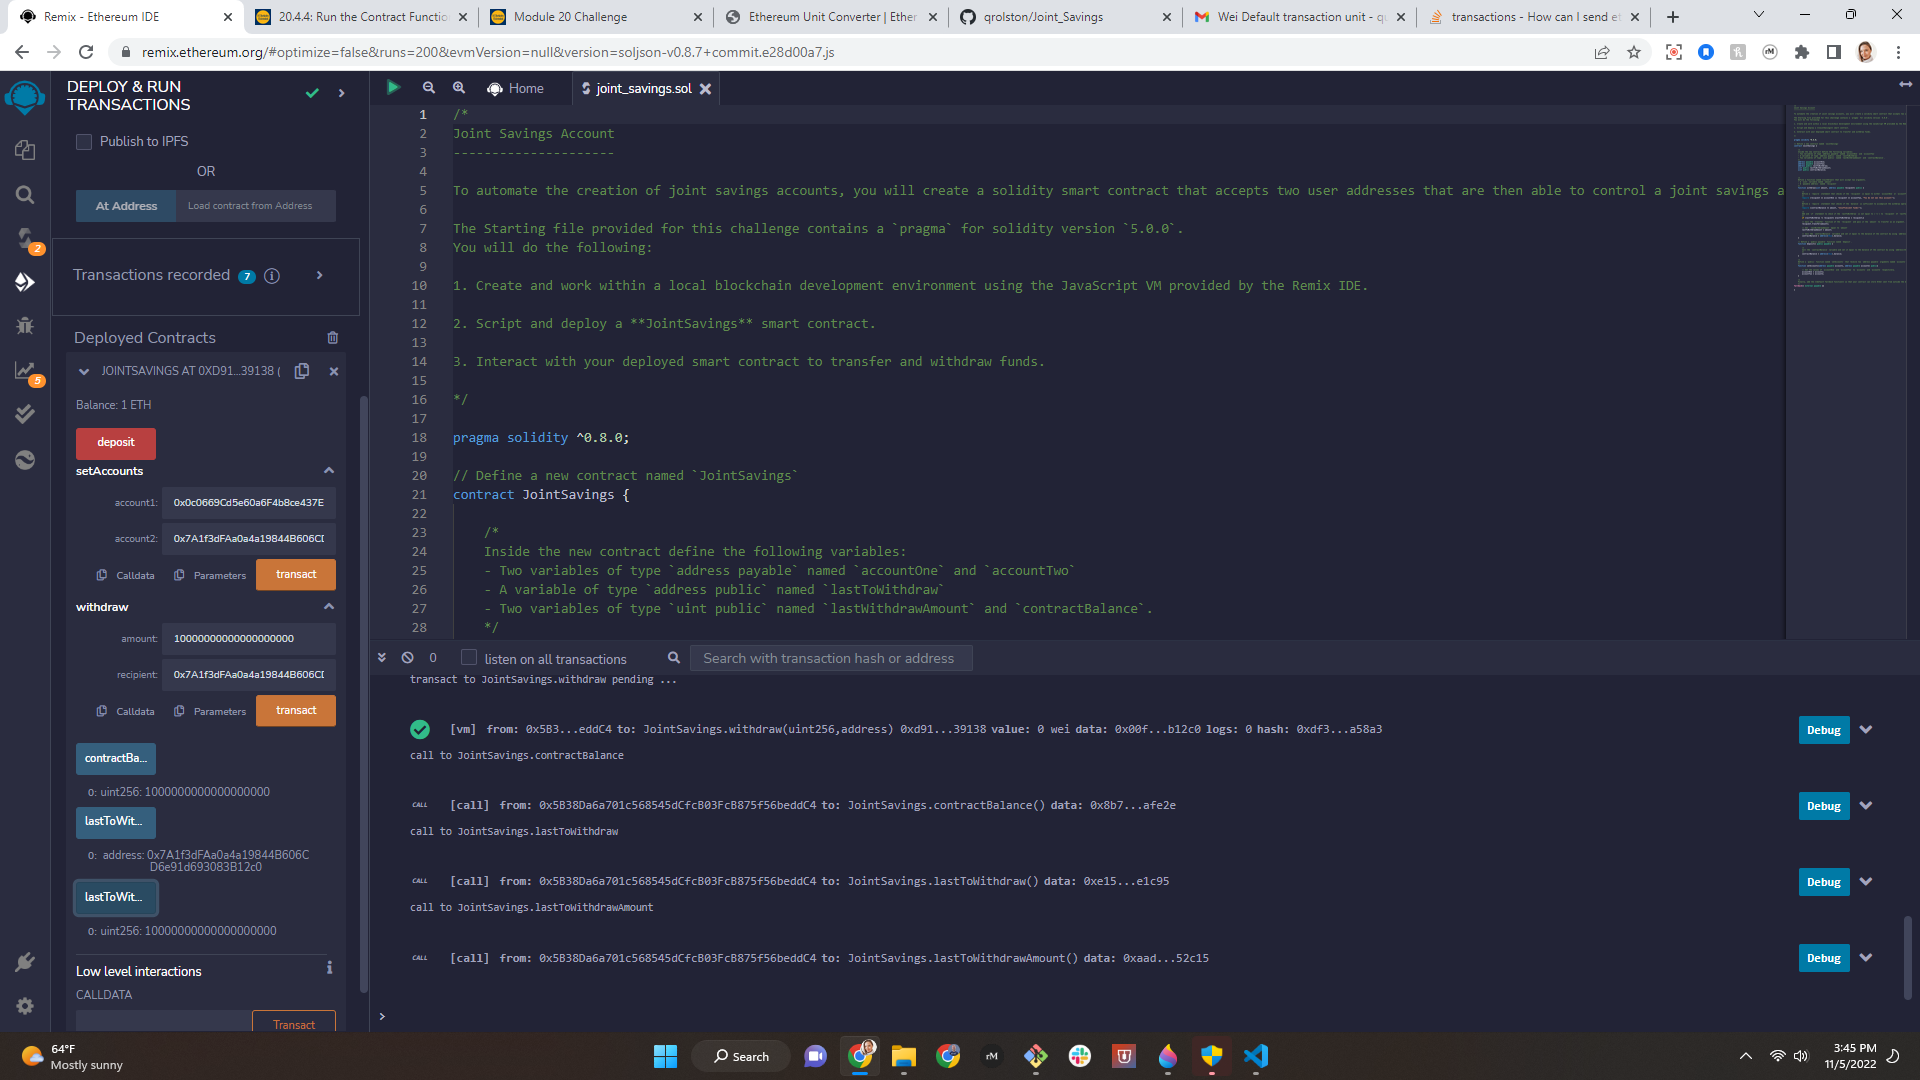 Remix - Ethereum IDE
20.4.4: Run the Contract Functio
Module 20 Challenge
Ethereum Unit Converter | Ether
qrolston/Joint_Savings
Wei Default transaction unit - q
transactions - How can I send et
remix.ethereum.org/#optimize=false&runs=200&evmVersion=null&version=soljson-v0.8.7+commit.e28d00a7.js
DEPLOY & RUN
TRANSACTIONS
Publish to IPFS
OR
At Address
Load contract from Address
Transactions recorded 7
Deployed Contracts
JOINTSAVINGS AT 0XD91...39138 (
Balance: 1 ETH
deposit
setAccounts
account1: 0x0c0669Cd5e60a6F4b8ce437E
account2: 0x7A1f3dFAa0a4a19844B606CD
Calldata Parameters transact
withdraw
amount: 10000000000000000000
recipient: 0x7A1f3dFAa0a4a19844B606CD
Calldata Parameters transact
contractBa...
0: uint256: 1000000000000000000
lastToWit...
0: address: 0x7A1f3dFAa0a4a19844B606C
D6e91d693083B12c0
lastToWit...
0: uint256: 10000000000000000000
Low level interactions
CALLDATA
Transact
2
5
Home
joint_savings.sol
1 /*
2 Joint Savings Account
3 ---------------------
4
5 To automate the creation of joint savings accounts, you will create a solidity smart contract that accepts two user addresses that are then able to control a joint savings a
6
7 The Starting file provided for this challenge contains a `pragma` for solidity version `5.0.0`.
8 You will do the following:
9
10 1. Create and work within a local blockchain development environment using the JavaScript VM provided by the Remix IDE.
11
12 2. Script and deploy a **JointSavings** smart contract.
13
14 3. Interact with your deployed smart contract to transfer and withdraw funds.
15
16 */
17
18 pragma solidity ^0.8.0;
19
20 // Define a new contract named `JointSavings`
21 contract JointSavings {
22
23 /*
24 Inside the new contract define the following variables:
25 - Two variables of type `address payable` named `accountOne` and `accountTwo`
26 - A variable of type `address public` named `lastToWithdraw`
27 - Two variables of type `uint public` named `lastWithdrawAmount` and `contractBalance`.
28 */
0
listen on all transactions
Search with transaction hash or address
transact to JointSavings.withdraw pending ...
[vm] from: 0x5B3...eddC4 to: JointSavings.withdraw(uint256,address) 0xd91...39138 value: 0 wei data: 0x00f...b12c0 logs: 0 hash: 0xdf3...a58a3
Debug
call to JointSavings.contractBalance
CALL [call] from: 0x5B38Da6a701c568545dCfcB03FcB875f56beddC4 to: JointSavings.contractBalance() data: 0x8b7...afe2e
Debug
call to JointSavings.lastToWithdraw
CALL [call] from: 0x5B38Da6a701c568545dCfcB03FcB875f56beddC4 to: JointSavings.lastToWithdraw() data: 0xe15...e1c95
Debug
call to JointSavings.lastToWithdrawAmount
CALL [call] from: 0x5B38Da6a701c568545dCfcB03FcB875f56beddC4 to: JointSavings.lastToWithdrawAmount() data: 0xaad...52c15
Debug
>
64°F
Mostly sunny
Search
rM
3:45 PM
11/5/2022